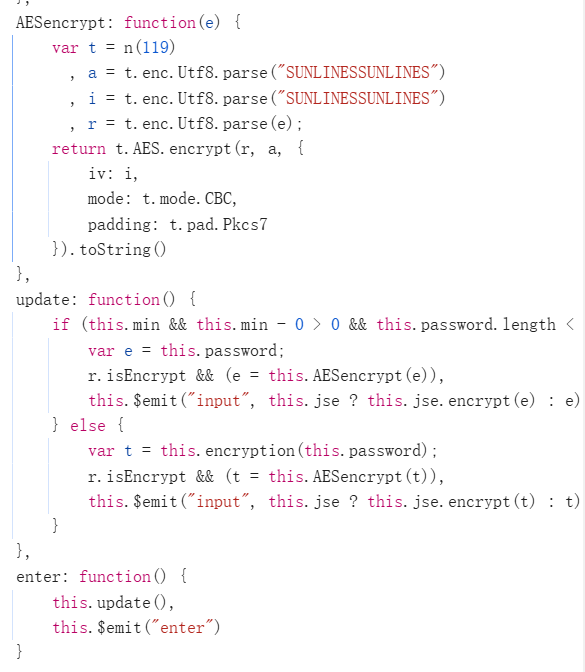 },
AESencrypt: function(e) {
var t = n(119)
, a = t.enc.Utf8.parse("SUNLINESSUNLINES")
, i = t.enc.Utf8.parse("SUNLINESSUNLINES")
, r = t.enc.Utf8.parse(e);
return t.AES.encrypt(r, a, {
iv: i,
mode: t.mode.CBC,
padding: t.pad.Pkcs7
}).toString()
},
update: function() {
if (this.min && this.min - 0 > 0 && this.password.length <
var e = this.password;
r.isEncrypt && (e = this.AESencrypt(e)),
this.$emit("input", this.jse ? this.jse.encrypt(e) : e)
} else {
var t = this.encryption(this.password);
r.isEncrypt && (t = this.AESencrypt(t)),
this.$emit("input", this.jse ? this.jse.encrypt(t) : t)
}
},
enter: function() {
this.update(),
this.$emit("enter")
}